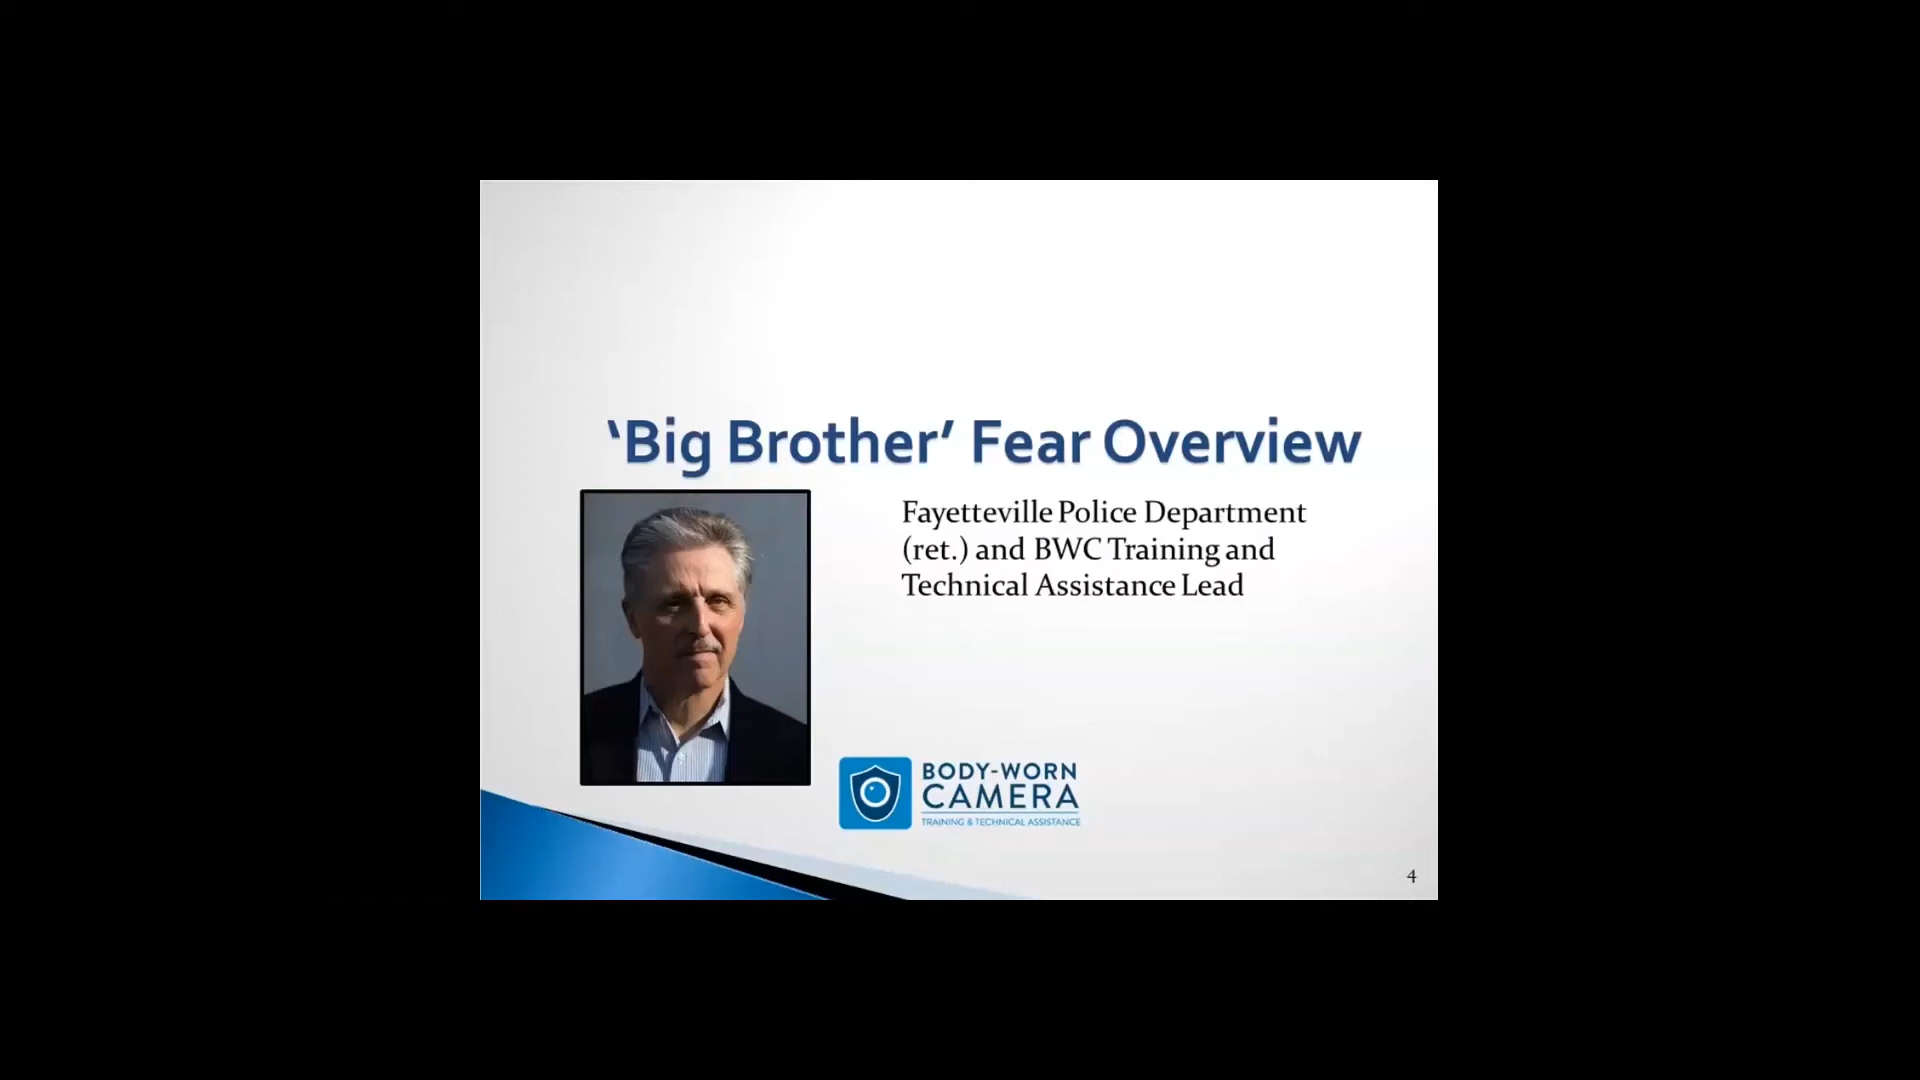 ‘Big Brother’ Fear Overview
Fayetteville Police Department
(ret.) and BWC Training and
Technical Assistance Lead
BODY-WORN
CAMERA
TRAINING & TECHNICAL ASSISTANCE
4